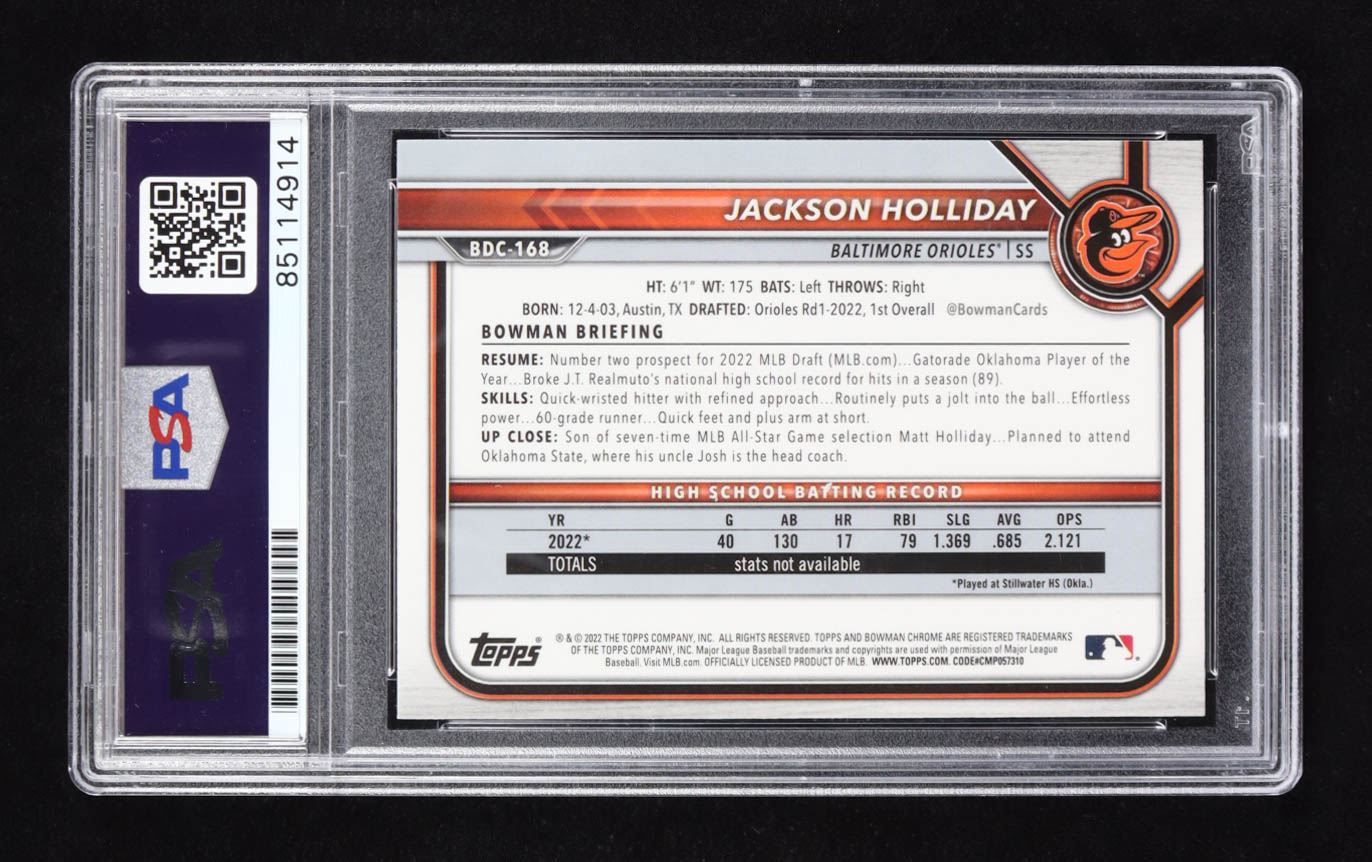 85114914
PSA
PSA
JACKSON HOLLIDAY
BDC-168
BALTIMORE ORIOLES® | SS
HT: 6'1" WT: 175 BATS: Left THROWS: Right
BORN: 12-4-03, Austin, TX DRAFTED: Orioles Rd1-2022, 1st Overall @BowmanCards
BOWMAN BRIEFING
RESUME: Number two prospect for 2022 MLB Draft (MLB.com)...Gatorade Oklahoma Player of the
Year...Broke J.T. Realmuto's national high school record for hits in a season (89).
SKILLS: Quick-wristed hitter with refined approach...Routinely puts a jolt into the ball...Effortless
power...60-grade runner...Quick feet and plus arm at short.
UP CLOSE: Son of seven-time MLB All-Star Game selection Matt Holliday...Planned to attend
Oklahoma State, where his uncle Josh is the head coach.
HIGH SCHOOL BATTING RECORD
YR G AB HR RBI SLG AVG OPS
2022* 40 130 17 79 1.369 .685 2.121
TOTALS stats not available
*Played at Stillwater HS (Okla.)
Topps®
® & © 2022 THE TOPPS COMPANY, INC. ALL RIGHTS RESERVED. TOPPS AND BOWMAN CHROME ARE REGISTERED TRADEMARKS
OF THE TOPPS COMPANY, INC. Major League Baseball trademarks and copyrights are used with permission of Major League
Baseball. Visit MLB.com. OFFICIALLY LICENSED PRODUCT OF MLB. WWW.TOPPS.COM. CODE#CMP057310
PSA